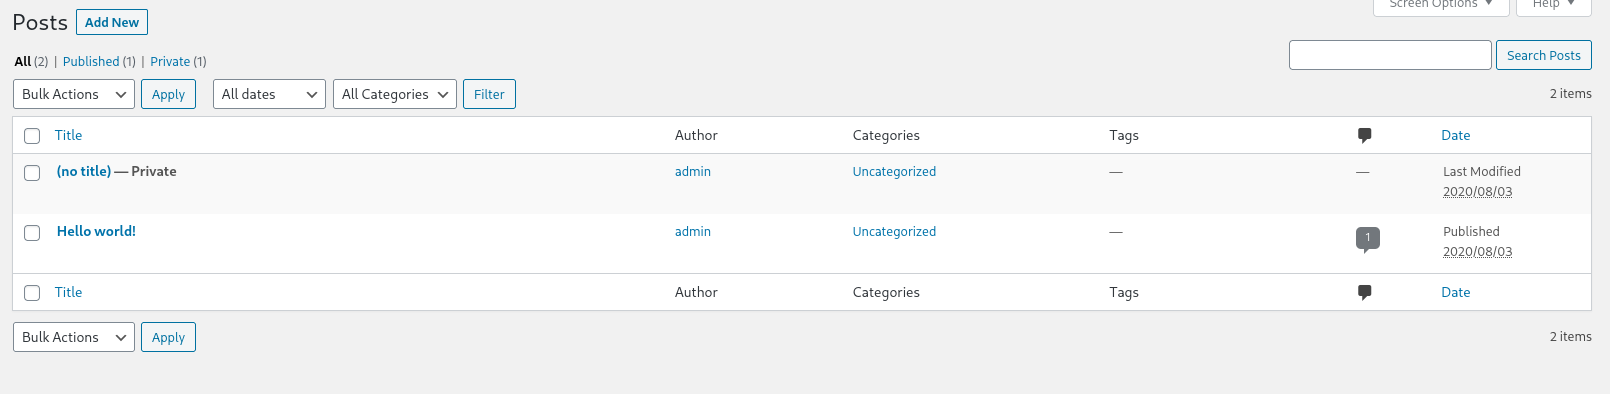 Posts Add New Screen Options Help
All (2) | Published (1) | Private (1)
Search Posts
Bulk Actions Apply All dates All Categories Filter 2 items
Title Author Categories Tags Date
(no title) — Private admin Uncategorized — — Last Modified
2020/08/03
Hello world! admin Uncategorized — 1 Published
2020/08/03
Title Author Categories Tags Date
Bulk Actions Apply 2 items